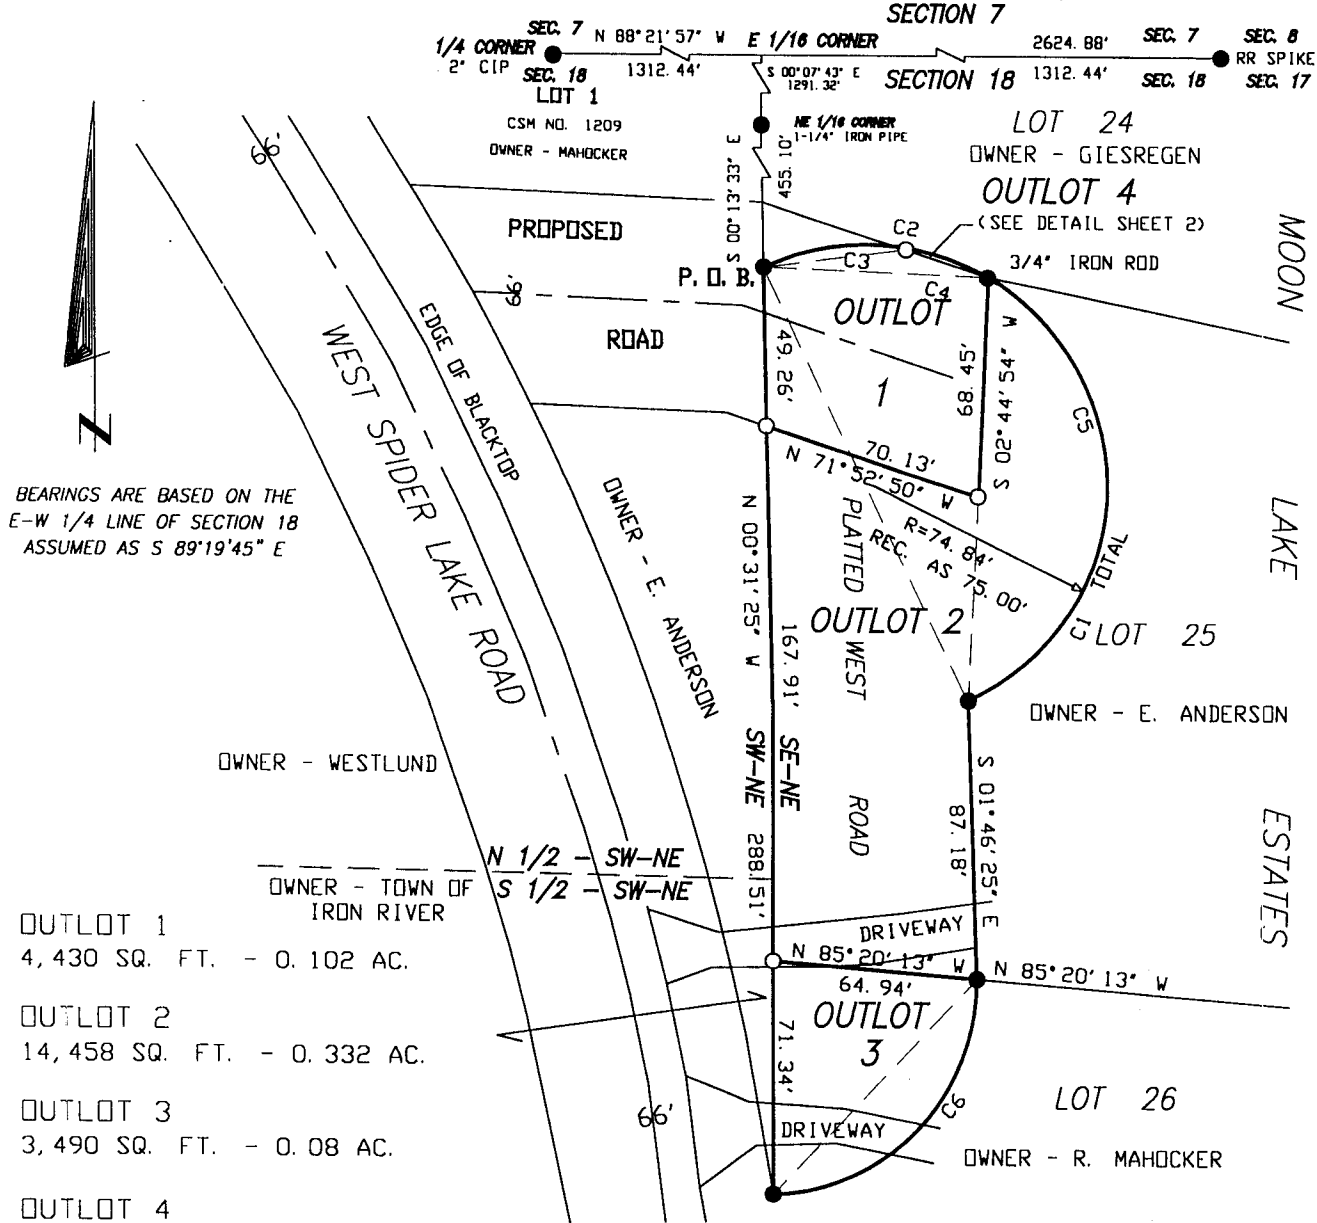 SECTION 7
SEC. 7 N 88°21'57" W E 1/16 CORNER 2624.88' SEC. 7 SEC. 8
1/4 CORNER
2" CIP SEC. 18 1312.44' S 00°07'43" E SECTION 18 1312.44' SEC. 18 RR SPIKE
SEC. 17
1291.32'
LOT 1
CSM NO. 1209
OWNER - MAHOCKER
NE 1/16 CORNER
1-1/4" IRON PIPE
LOT 24
OWNER - GIESREGEN
OUTLOT 4
(SEE DETAIL SHEET 2)
S 00°13'33" E
455.10'
66'
PROPOSED
66'
ROAD
P.O.B.
C2
C3
C4
3/4" IRON ROD
OUTLOT
1
49.26'
68.45'
S 02°44'54" W
C5
MOON
LAKE
ESTATES
70.13'
N 71°52'50" W
R=74.84'
REC. AS 75.00'
C1 TOTAL
EDGE OF BLACKTOP
WEST SPIDER LAKE ROAD
OWNER - E. ANDERSON
Z
BEARINGS ARE BASED ON THE
E-W 1/4 LINE OF SECTION 18
ASSUMED AS S 89°19'45" E
N 00°31'25" W
288.51'
167.91'
PLATTED
WEST
ROAD
OUTLOT 2
LOT 25
OWNER - E. ANDERSON
SW-NE
SE-NE
S 01°46'25" E
87.18'
OWNER - WESTLUND
N 1/2 - SW-NE
OWNER - TOWN OF
IRON RIVER
S 1/2 - SW-NE
DRIVEWAY
N 85°20'13" W
64.94'
N 85°20'13" W
OUTLOT
3
71.34'
C6
66'
DRIVEWAY
LOT 26
OWNER - R. MAHOCKER
OUTLOT 1
4,430 SQ. FT. - 0.102 AC.
OUTLOT 2
14,458 SQ. FT. - 0.332 AC.
OUTLOT 3
3,490 SQ. FT. - 0.08 AC.
OUTLOT 4